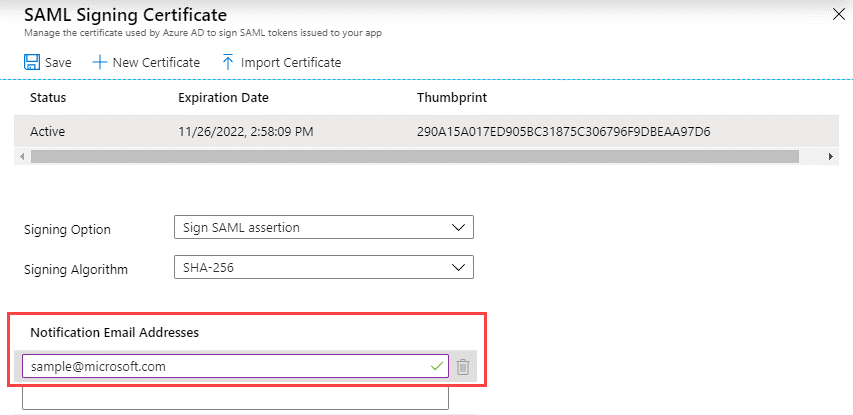 SAML Signing Certificate
Manage the certificate used by Azure AD to sign SAML tokens issued to your app
Save New Certificate Import Certificate
Status Expiration Date Thumbprint
Active 11/26/2022, 2:58:09 PM 290A15A017ED905BC31875C306796F9DBEAA97D6
Signing Option Sign SAML assertion
Signing Algorithm SHA-256
Notification Email Addresses
sample@microsoft.com